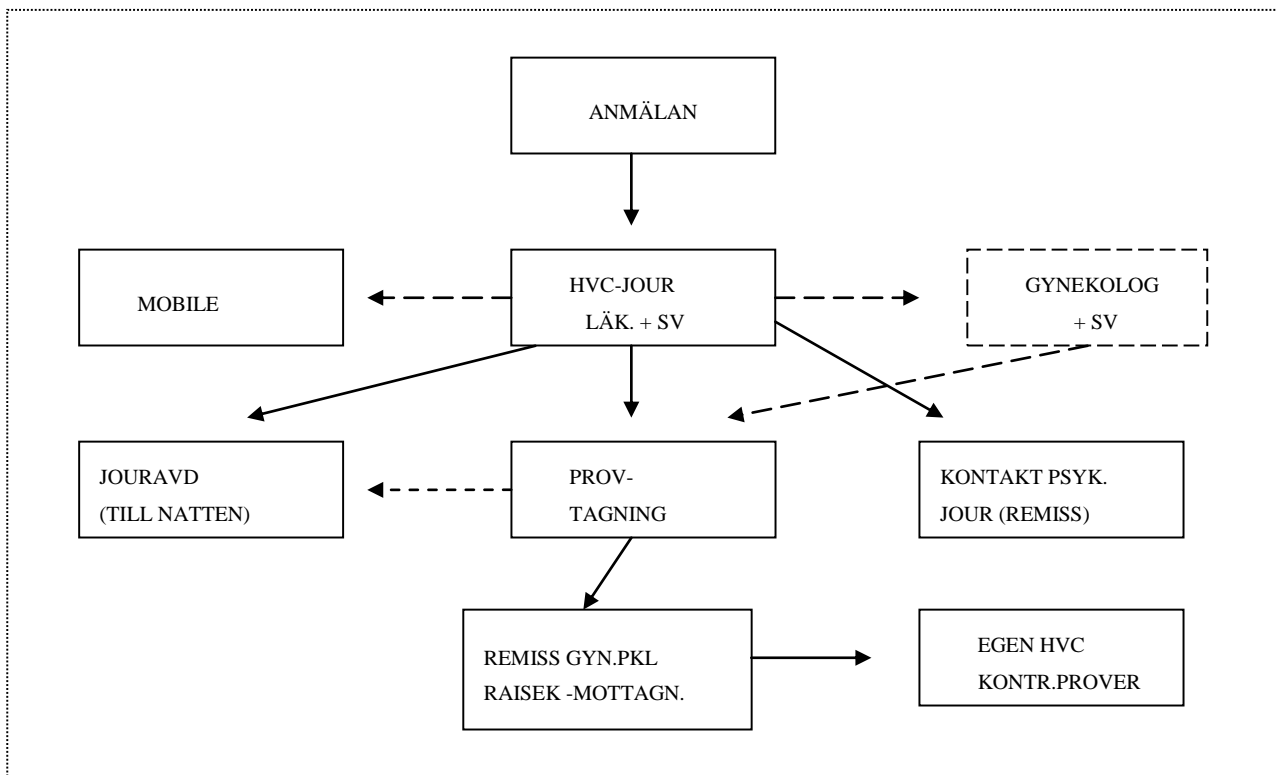 ANMÄLAN
MOBILE
HVC-JOUR
LÄK. + SV
GYNEKOLOG
+ SV
JOURAVD
(TILL NATTEN)
PROV-
TAGNING
KONTAKT PSYK.
JOUR (REMISS)
REMISS GYN.PKL
RAISEK -MOTTAGN.
EGEN HVC
KONTR.PROVER